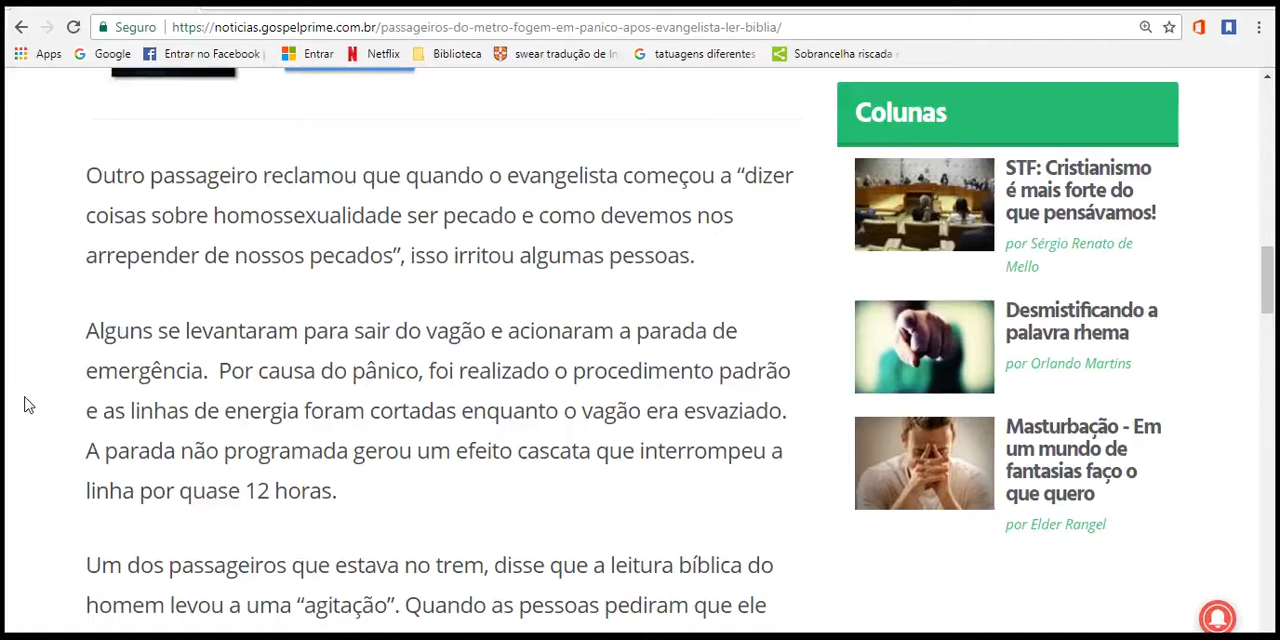 Seguro
https://noticias.gospelprime.com.br/passageiros-do-metro-fogem-em-panico-apos-evangelista-ler-biblia/
Apps
Google
Entrar no Facebook
Entrar
Netflix
Biblioteca
swear tradução de In
tatuagens diferentes
Sobrancelha riscada
Outro passageiro reclamou que quando o evangelista começou a “dizer
coisas sobre homossexualidade ser pecado e como devemos nos
arrepender de nossos pecados”, isso irritou algumas pessoas.
Alguns se levantaram para sair do vagão e acionaram a parada de
emergência. Por causa do pânico, foi realizado o procedimento padrão
e as linhas de energia foram cortadas enquanto o vagão era esvaziado.
A parada não programada gerou um efeito cascata que interrompeu a
linha por quase 12 horas.
Um dos passageiros que estava no trem, disse que a leitura bíblica do
homem levou a uma “agitação”. Quando as pessoas pediram que ele
Colunas
STF: Cristianismo
é mais forte do
que pensávamos!
por Sérgio Renato de
Mello
Desmistificando a
palavra rhema
por Orlando Martins
Masturbação - Em
um mundo de
fantasias faço o
que quero
por Elder Rangel